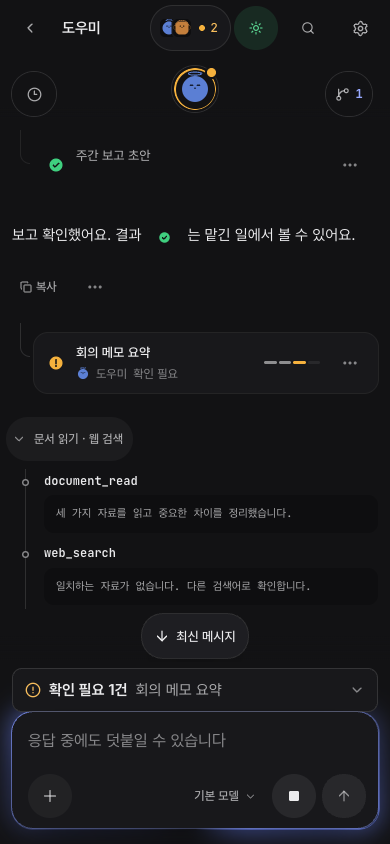 도우미
2
1
주간 보고 초안
보고 확인했어요. 결과 는 맡긴 일에서 볼 수 있어요.
복사
회의 메모 요약
도우미 확인 필요
문서 읽기 · 웹 검색
document_read
세 가지 자료를 읽고 중요한 차이를 정리했습니다.
web_search
일치하는 자료가 없습니다. 다른 검색어로 확인합니다.
최신 메시지
확인 필요 1건 회의 메모 요약
응답 중에도 덧붙일 수 있습니다
기본 모델